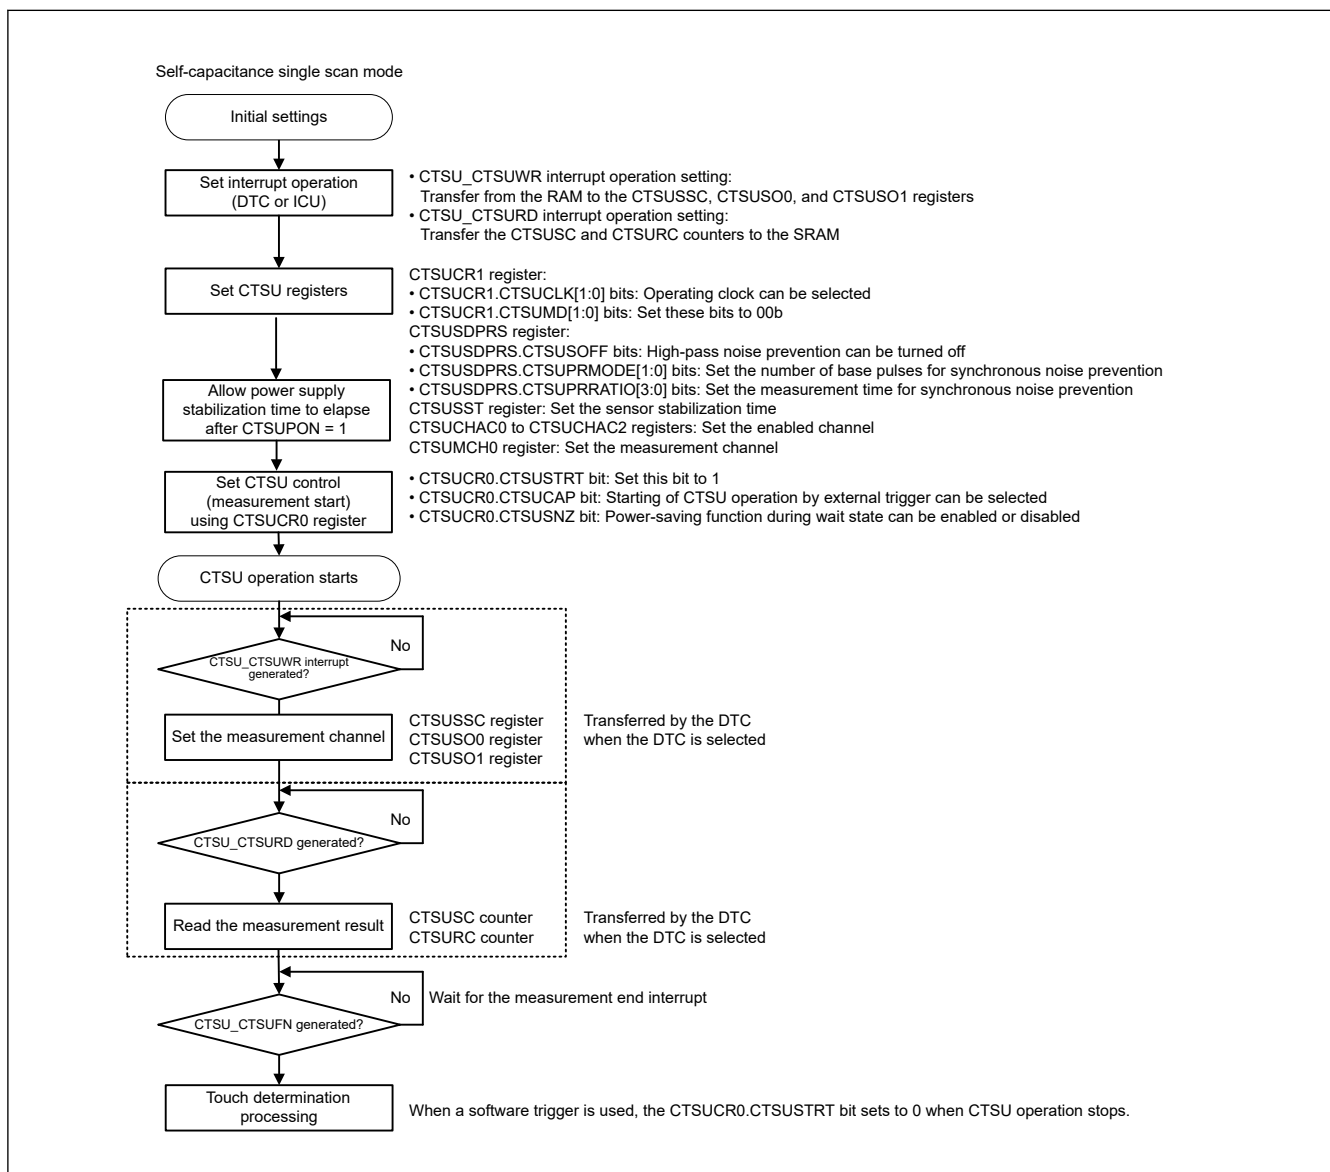 Self-capacitance single scan mode
Initial settings
Set interrupt operation
(DTC or ICU)
• CTSU_CTSUWR interrupt operation setting:
Transfer from the RAM to the CTSUSSC, CTSUSO0, and CTSUSO1 registers
• CTSU_CTSURD interrupt operation setting:
Transfer the CTSUSC and CTSURC counters to the SRAM
Set CTSU registers
CTSUCR1 register:
• CTSUCR1.CTSUCLK[1:0] bits: Operating clock can be selected
• CTSUCR1.CTSUMD[1:0] bits: Set these bits to 00b
CTSUSDPRS register:
• CTSUSDPRS.CTSUSOFF bits: High-pass noise prevention can be turned off
• CTSUSDPRS.CTSUPRMODE[1:0] bits: Set the number of base pulses for synchronous noise prevention
• CTSUSDPRS.CTSUPRRATIO[3:0] bits: Set the measurement time for synchronous noise prevention
CTSUSST register: Set the sensor stabilization time
CTSUCHAC0 to CTSUCHAC2 registers: Set the enabled channel
CTSUMCH0 register: Set the measurement channel
Allow power supply
stabilization time to elapse
after CTSUPON = 1
Set CTSU control
(measurement start)
using CTSUCR0 register
• CTSUCR0.CTSUSTRT bit: Set this bit to 1
• CTSUCR0.CTSUCAP bit: Starting of CTSU operation by external trigger can be selected
• CTSUCR0.CTSUSNZ bit: Power-saving function during wait state can be enabled or disabled
CTSU operation starts
No
CTSU_CTSUWR interrupt
generated?
Set the measurement channel
CTSUSSC register
CTSUSO0 register
CTSUSO1 register
Transferred by the DTC
when the DTC is selected
No
CTSU_CTSURD generated?
Read the measurement result
CTSUSC counter
CTSURC counter
Transferred by the DTC
when the DTC is selected
No
Wait for the measurement end interrupt
CTSU_CTSUFN generated?
Touch determination
processing
When a software trigger is used, the CTSUCR0.CTSUSTRT bit sets to 0 when CTSU operation stops.